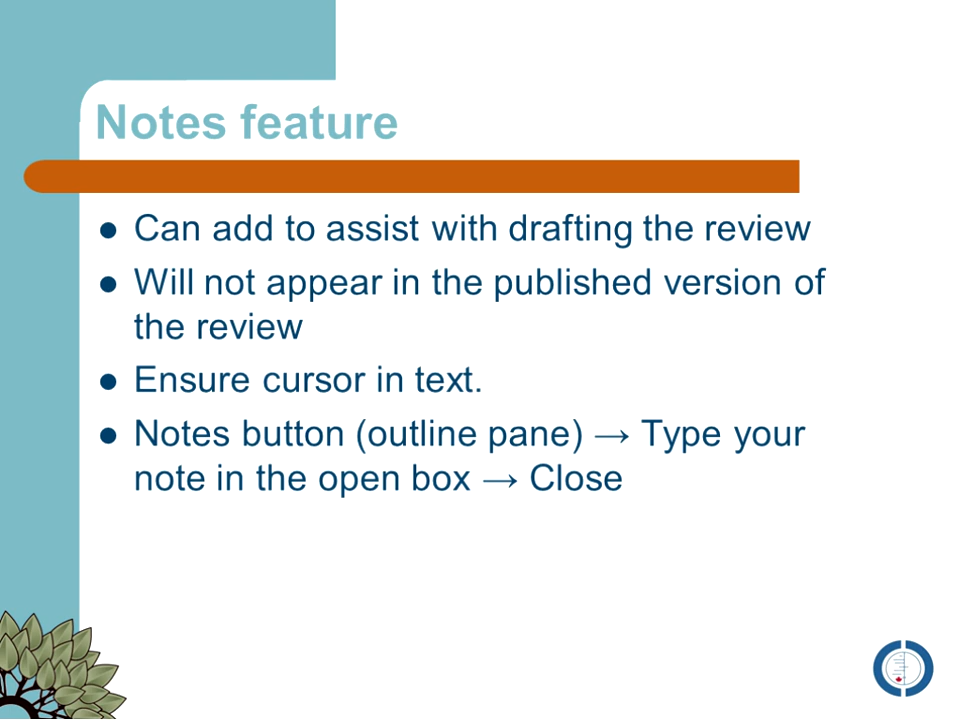 Notes feature
● Can add to assist with drafting the review
● Will not appear in the published version of
the review
● Ensure cursor in text.
● Notes button (outline pane) → Type your
note in the open box → Close